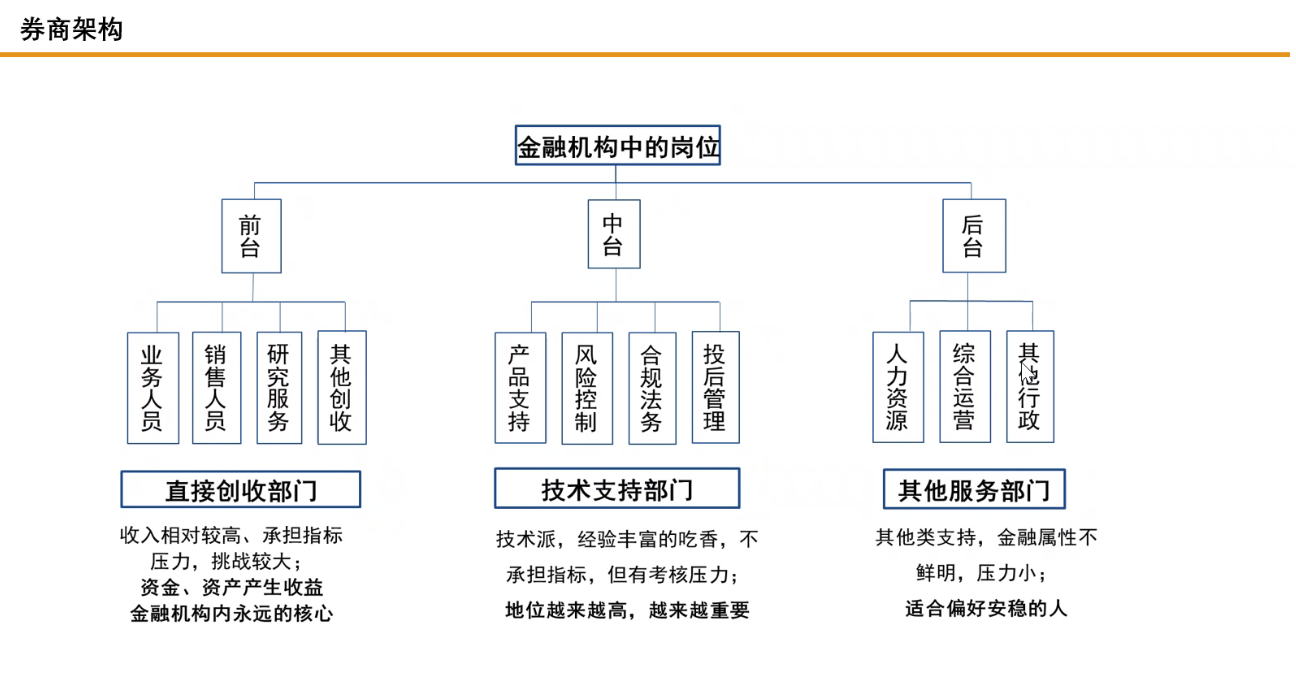 券商架构
金融机构中的岗位
前台
中台
后台
业务人员
销售人员
研究服务
其他创收
产品支持
风险控制
合规法务
投后管理
人力资源
综合运营
其他行政
直接创收部门
技术支持部门
其他服务部门
收入相对较高、承担指标
压力，挑战较大；
资金、资产产生收益
金融机构内永远的核心
技术派，经验丰富的吃香，不
承担指标，但有考核压力；
地位越来越高，越来越重要
其他类支持，金融属性不
鲜明，压力小；
适合偏好安稳的人